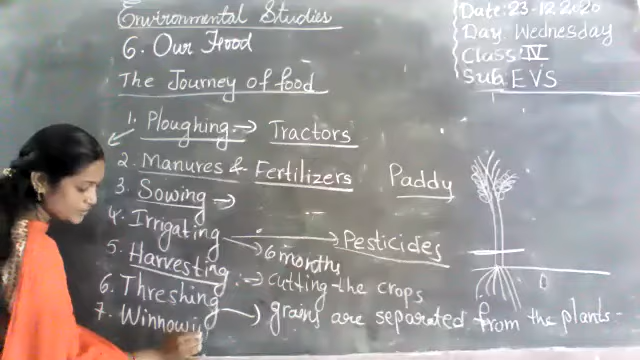 Environmental Studies
6. Our Food
The Journey of food
Date: 23-12-2020
Day: Wednesday
Class: IV
Sub: EVS
1. Ploughing → Tractors
2. Manures & Fertilizers
3. Sowing →
4. Irrigating → Pesticides
→ 6 months
5. Harvesting :→ Cutting the crops
6. Threshing → grains are separated from the plants.
7. Winnowi
Paddy